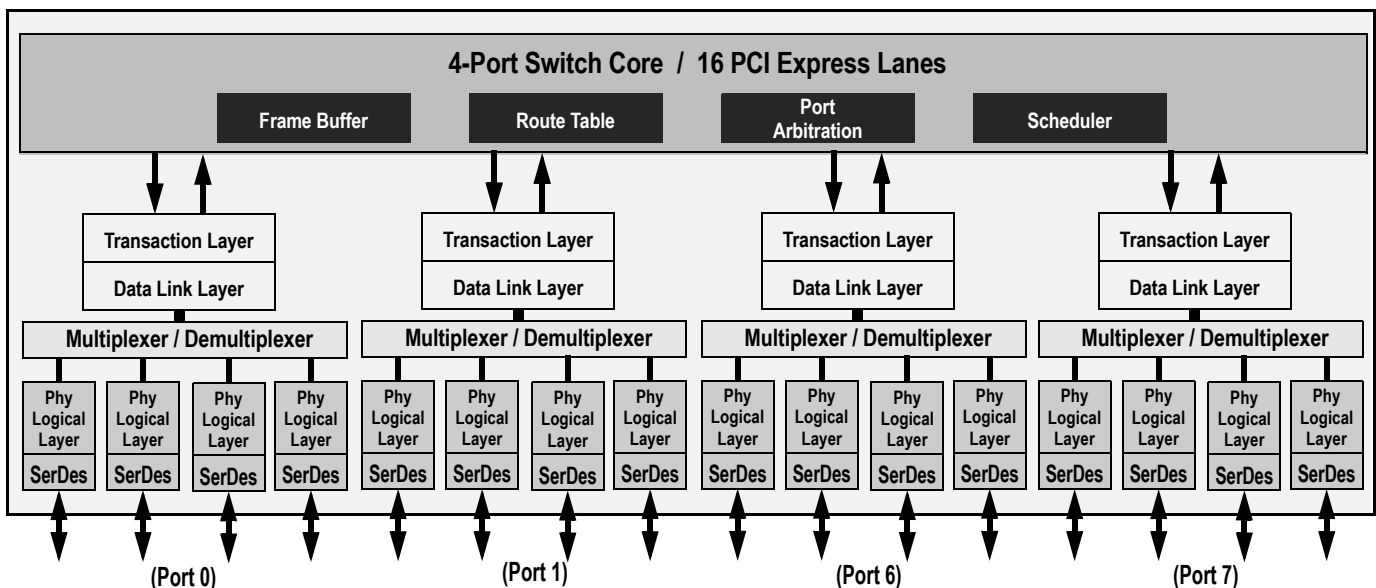 4-Port Switch Core / 16 PCI Express Lanes
Frame Buffer
Route Table
Port
Arbitration
Scheduler
Transaction Layer
Data Link Layer
Multiplexer / Demultiplexer
Transaction Layer
Data Link Layer
Multiplexer / Demultiplexer
Transaction Layer
Data Link Layer
Multiplexer / Demultiplexer
Transaction Layer
Data Link Layer
Multiplexer / Demultiplexer
Phy
Logical
Layer
SerDes
Phy
Logical
Layer
SerDes
Phy
Logical
Layer
SerDes
Phy
Logical
Layer
SerDes
Phy
Logical
Layer
SerDes
Phy
Logical
Layer
SerDes
Phy
Logical
Layer
SerDes
Phy
Logical
Layer
SerDes
Phy
Logical
Layer
SerDes
Phy
Logical
Layer
SerDes
Phy
Logical
Layer
SerDes
Phy
Logical
Layer
SerDes
Phy
Logical
Layer
SerDes
Phy
Logical
Layer
SerDes
Phy
Logical
Layer
SerDes
Phy
Logical
Layer
SerDes
(Port 0)
(Port 1)
(Port 6)
(Port 7)